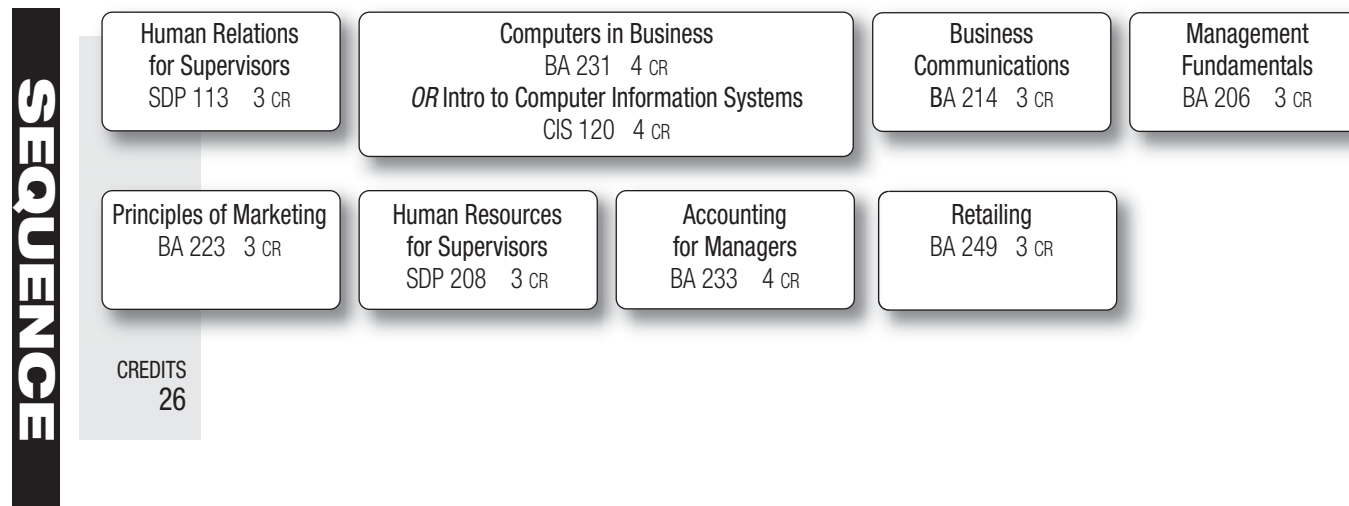 SEQUENCE
Human Relations
for Supervisors
SDP 113 3 CR
Computers in Business
BA 231 4 CR
OR Intro to Computer Information Systems
CIS 120 4 CR
Business
Communications
BA 214 3 CR
Management
Fundamentals
BA 206 3 CR
Principles of Marketing
BA 223 3 CR
Human Resources
for Supervisors
SDP 208 3 CR
Accounting
for Managers
BA 233 4 CR
Retailing
BA 249 3 CR
CREDITS
26